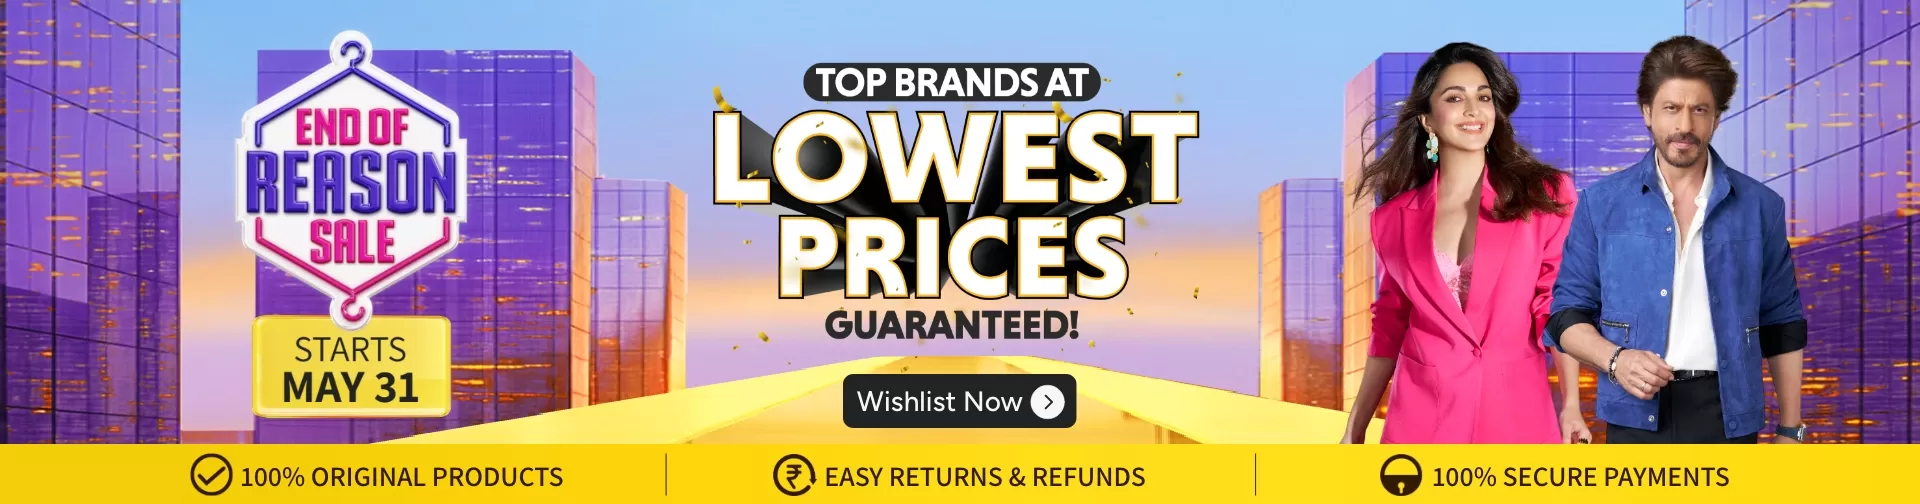 END OF
REASON
SALE
STARTS
MAY 31
TOP BRANDS AT
LOWEST
PRICES
GUARANTEED!
Wishlist Now
100% ORIGINAL PRODUCTS
₹ EASY RETURNS & REFUNDS
100% SECURE PAYMENTS